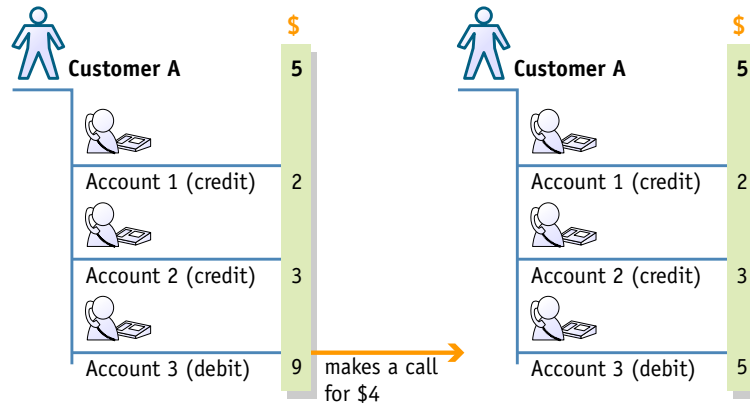 $
Customer A 5
Account 1 (credit) 2
Account 2 (credit) 3
Account 3 (debit) 9
makes a call
for $4
$
Customer A 5
Account 1 (credit) 2
Account 2 (credit) 3
Account 3 (debit) 5